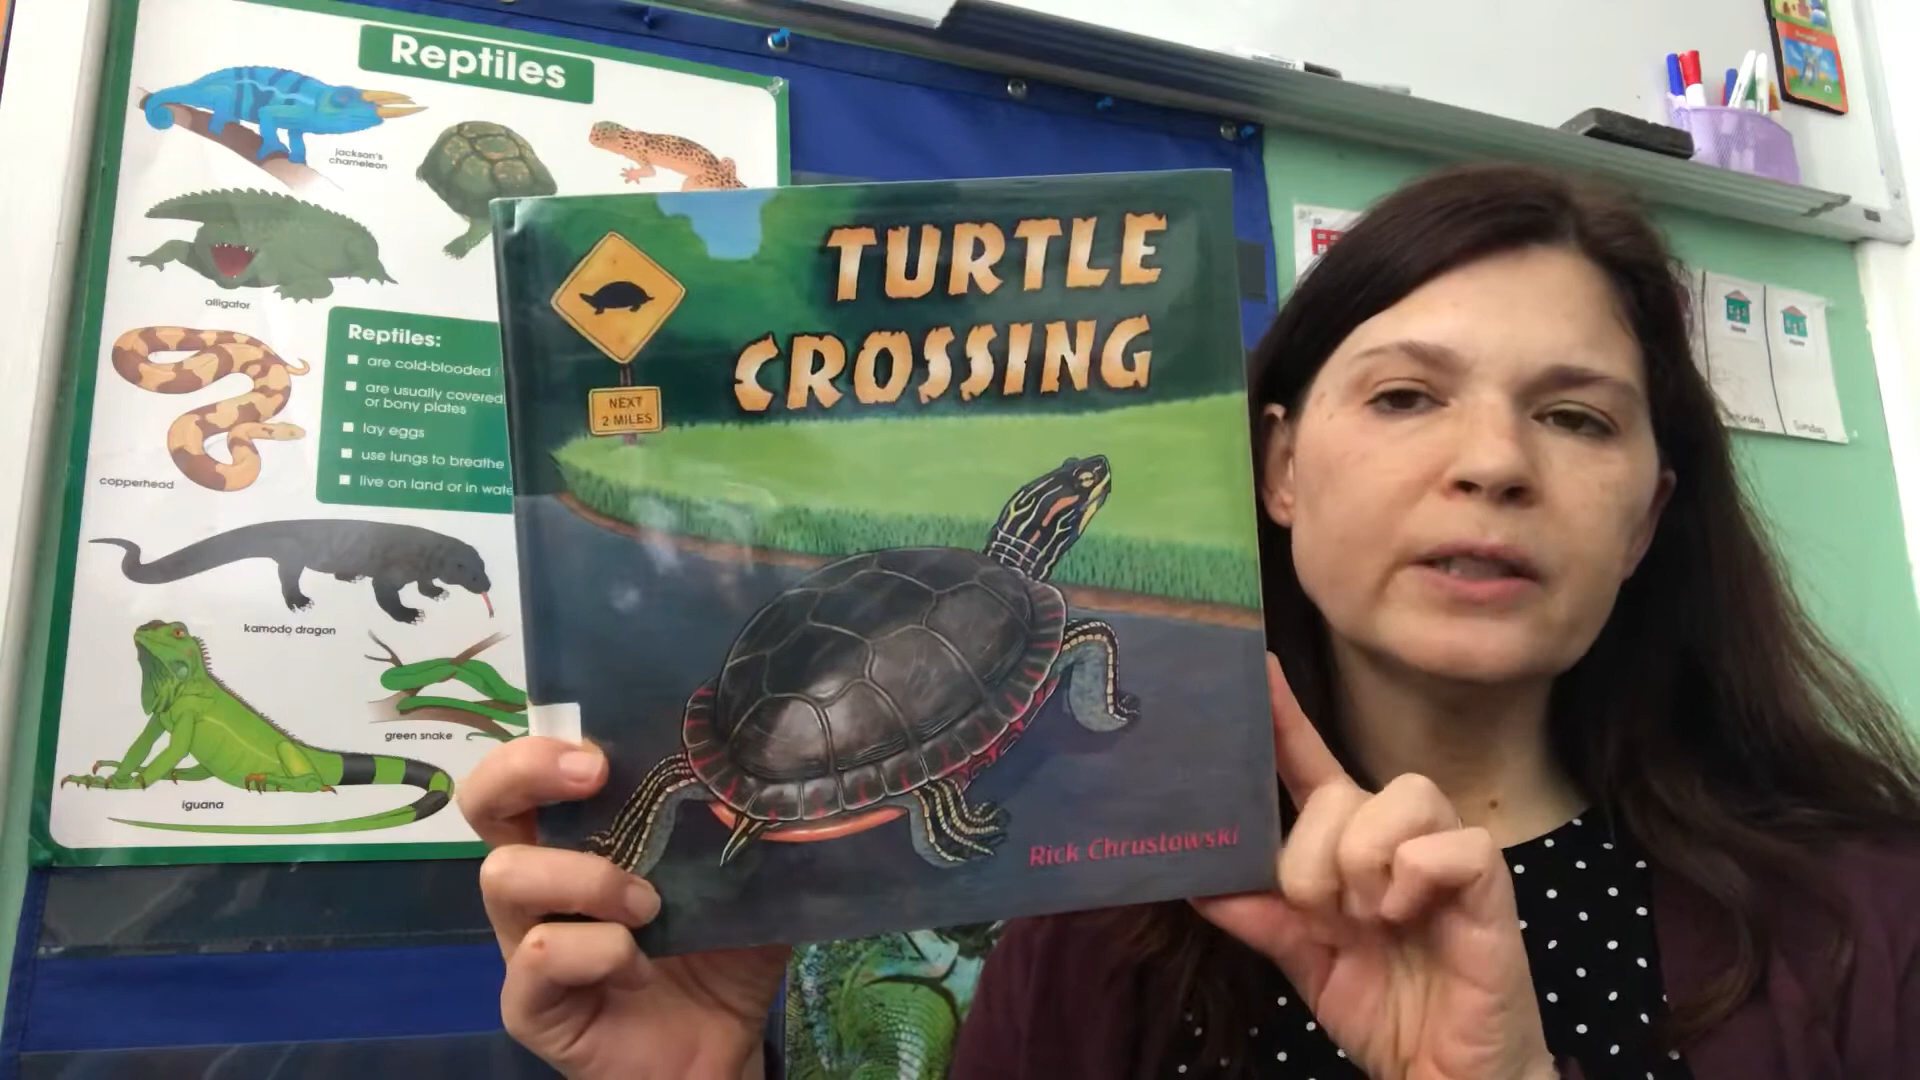 Reptiles
jackson's
chameleon
alligator
Reptiles:
are cold-blooded
are usually covered
or bony plates
lay eggs
use lungs to breathe
live on land or in wate
copperhead
kamodo dragon
green snake
iguana
TURTLE
CROSSING
NEXT
2 MILES
Rick Chrustowski
Sunday